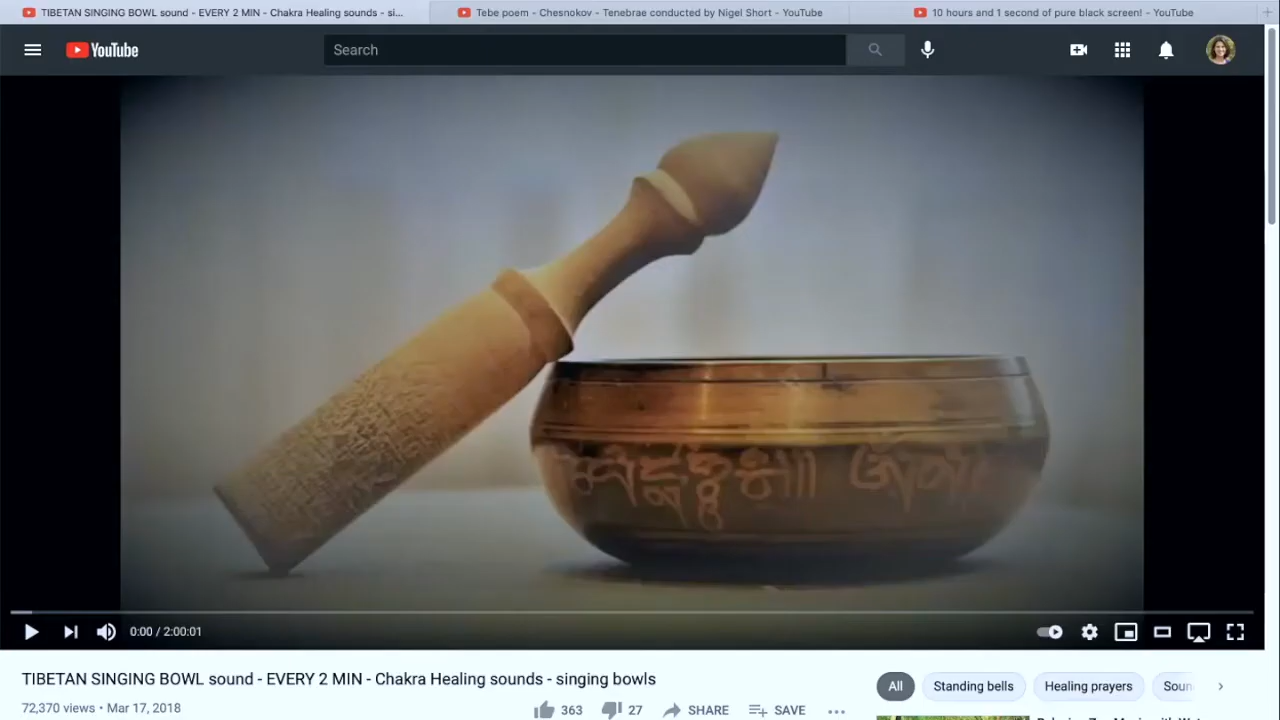 TIBETAN SINGING BOWL sound - EVERY 2 MIN - Chakra Healing sounds - si...
Tebe poem - Chesnokov - Tenebrae conducted by Nigel Short - YouTube
10 hours and 1 second of pure black screen! - YouTube
YouTube
Search
0:00 / 2:00:01
TIBETAN SINGING BOWL sound - EVERY 2 MIN - Chakra Healing sounds - singing bowls
72,370 views • Mar 17, 2018
363
27
SHARE
SAVE
All
Standing bells
Healing prayers
Soun